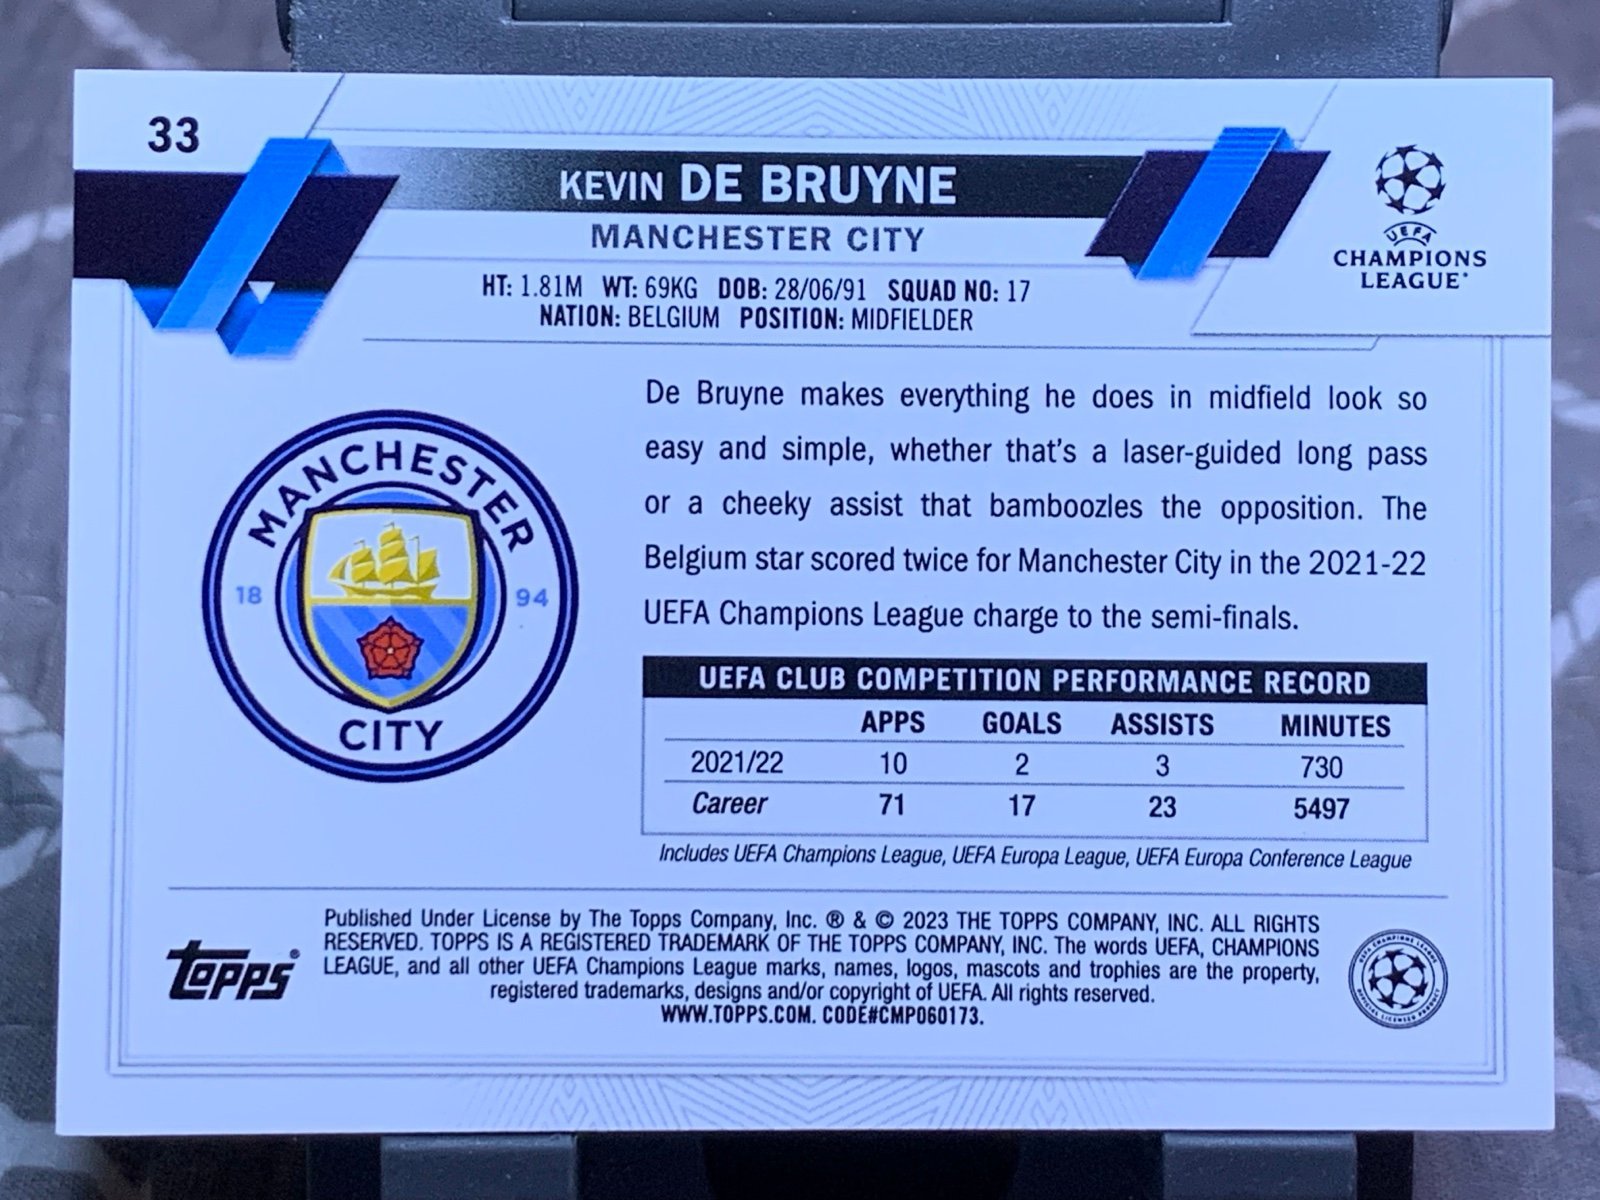 33
KEVIN DE BRUYNE
MANCHESTER CITY
HT: 1.81M WT: 69KG DOB: 28/06/91 SQUAD NO: 17
NATION: BELGIUM POSITION: MIDFIELDER
UEFA
CHAMPIONS
LEAGUE®
De Bruyne makes everything he does in midfield look so
easy and simple, whether that's a laser-guided long pass
or a cheeky assist that bamboozles the opposition. The
Belgium star scored twice for Manchester City in the 2021-22
UEFA Champions League charge to the semi-finals.
MANCHESTER
18 94
CITY
UEFA CLUB COMPETITION PERFORMANCE RECORD
APPS GOALS ASSISTS MINUTES
2021/22 10 2 3 730
Career 71 17 23 5497
Includes UEFA Champions League, UEFA Europa League, UEFA Europa Conference League
Topps®
Published Under License by The Topps Company, Inc. ® & © 2023 THE TOPPS COMPANY, INC. ALL RIGHTS
RESERVED. TOPPS IS A REGISTERED TRADEMARK OF THE TOPPS COMPANY, INC. The words UEFA, CHAMPIONS
LEAGUE, and all other UEFA Champions League marks, names, logos, mascots and trophies are the property,
registered trademarks, designs and/or copyright of UEFA. All rights reserved.
WWW.TOPPS.COM. CODE#CMP060173.
UEFA CHAMPIONS LEAGUE
OFFICIAL LICENSED PRODUCT